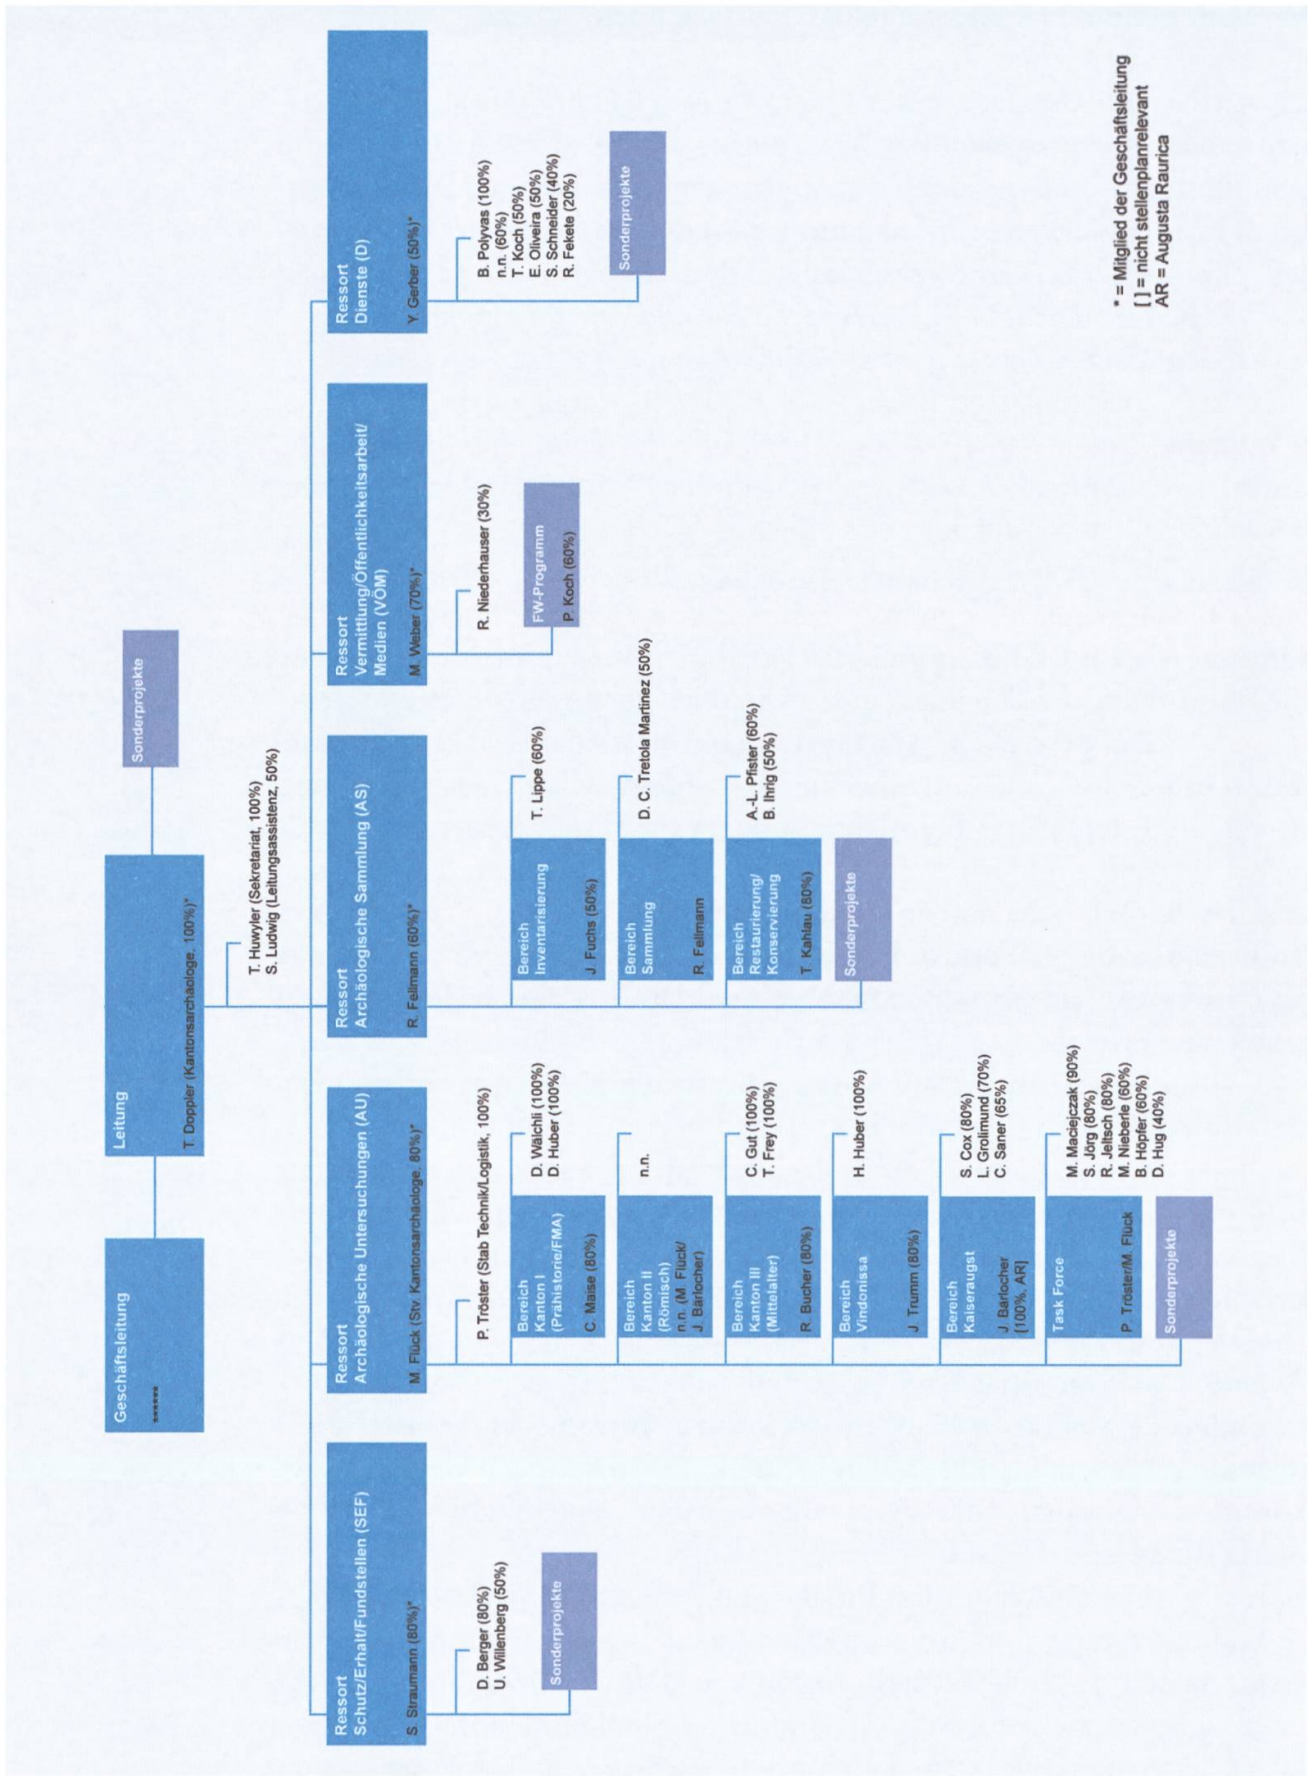 Geschäftsleitung
******
Leitung
T. Doppler (Kantonsarchäologe, 100%)*
Sonderprojekte
T. Huwyler (Sekretariat, 100%)
S. Ludwig (Leitungsassistenz, 50%)
Ressort
Schutz/Erhalt/Fundstellen (SEF)
S. Straumann (80%)*
D. Berger (80%)
U. Willenberg (50%)
Sonderprojekte
Ressort
Archäologische Untersuchungen (AU)
M. Flück (Stv. Kantonsarchäologe, 80%)*
P. Tröster (Stab Technik/Logistik, 100%)
Bereich
Kanton I
(Prähistorie/FMA)
C. Maise (80%)
D. Wälchli (100%)
D. Huber (100%)
Bereich
Kanton II
(Römisch)
n.n. (M. Flück/
J. Bärlocher)
n.n.
Bereich
Kanton III
(Mittelalter)
R. Bucher (80%)
C. Gut (100%)
T. Frey (100%)
Bereich
Vindonissa
J. Trumm (80%)
H. Huber (100%)
Bereich
Kaiseraugst
J. Bärlocher
[100%, AR]
S. Cox (80%)
L. Grolimund (70%)
C. Saner (65%)
Task Force
P. Tröster/M. Flück
M. Maciejczak (90%)
S. Jörg (80%)
R. Jeltsch (80%)
M. Nieberle (60%)
B. Höpfer (60%)
D. Hug (40%)
Sonderprojekte
Ressort
Archäologische Sammlung (AS)
R. Fellmann (60%)*
Bereich
Inventarisierung
J. Fuchs (50%)
T. Lippe (60%)
Bereich
Sammlung
R. Fellmann
D. C. Tretola Martinez (50%)
Bereich
Restaurierung/
Konservierung
T. Kahlau (80%)
A.-L. Pfister (60%)
B. Ihrig (50%)
Sonderprojekte
Ressort
Vermittlung/Öffentlichkeitsarbeit/
Medien (VÖM)
M. Weber (70%)*
R. Niederhauser (30%)
FW-Programm
P. Koch (60%)
Ressort
Dienste (D)
Y. Gerber (50%)*
B. Polyvas (100%)
n.n. (60%)
T. Koch (50%)
E. Oliveira (50%)
S. Schneider (40%)
R. Fekete (20%)
Sonderprojekte
* = Mitglied der Geschäftsleitung
[ ] = nicht stellenplanrelevant
AR = Augusta Raurica